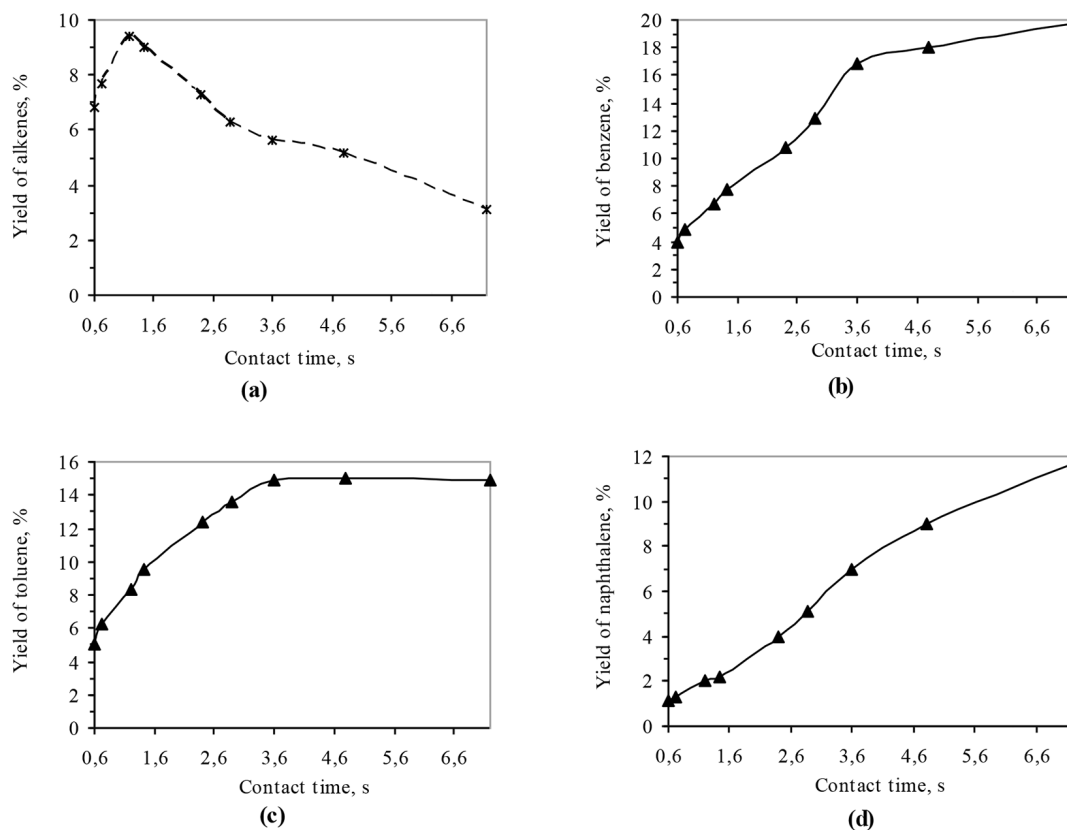 Yield of alkenes, %
10
8
6
4
2
0
0,6 1,6 2,6 3,6 4,6 5,6 6,6
Contact time, s
(a)
Yield of benzene, %
20
18
16
14
12
10
8
6
4
2
0
0,6 1,6 2,6 3,6 4,6 5,6 6,6
Contact time, s
(b)
Yield of toluene, %
16
14
12
10
8
6
4
2
0
0,6 1,6 2,6 3,6 4,6 5,6 6,6
Contact time, s
(c)
Yield of naphthalene, %
12
10
8
6
4
2
0
0,6 1,6 2,6 3,6 4,6 5,6 6,6
Contact time, s
(d)